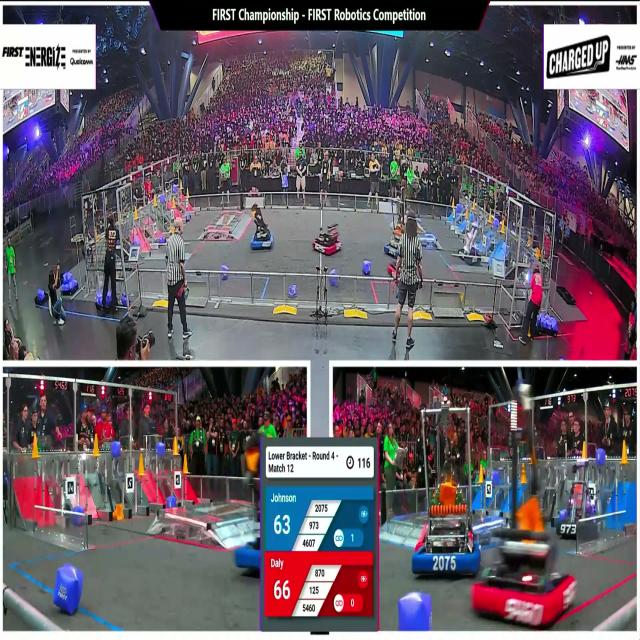 FIRST Championship - FIRST Robotics Competition
FIRST ENERGIZE
PRESENTED BY
Qualcomm
CHARGED UP
PRESENTED BY
HAAS
Lower Bracket - Round 4 -
Match 12
116
Johnson
63
2075
973
4607
1
Daly
66
870
125
5460
0
2075
973
5460